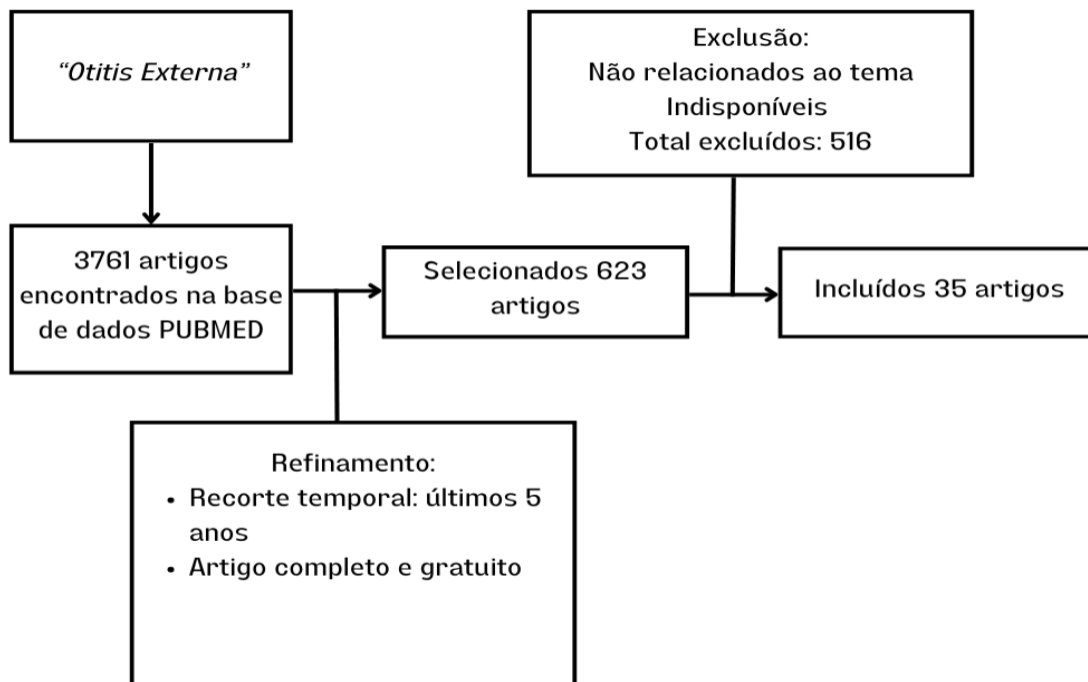 “Otitis Externa”
3761 artigos
encontrados na base
de dados PUBMED
Refinamento:
• Recorte temporal: últimos 5
anos
• Artigo completo e gratuito
Selecionados 623
artigos
Exclusão:
Não relacionados ao tema
Indisponíveis
Total excluídos: 516
Incluídos 35 artigos